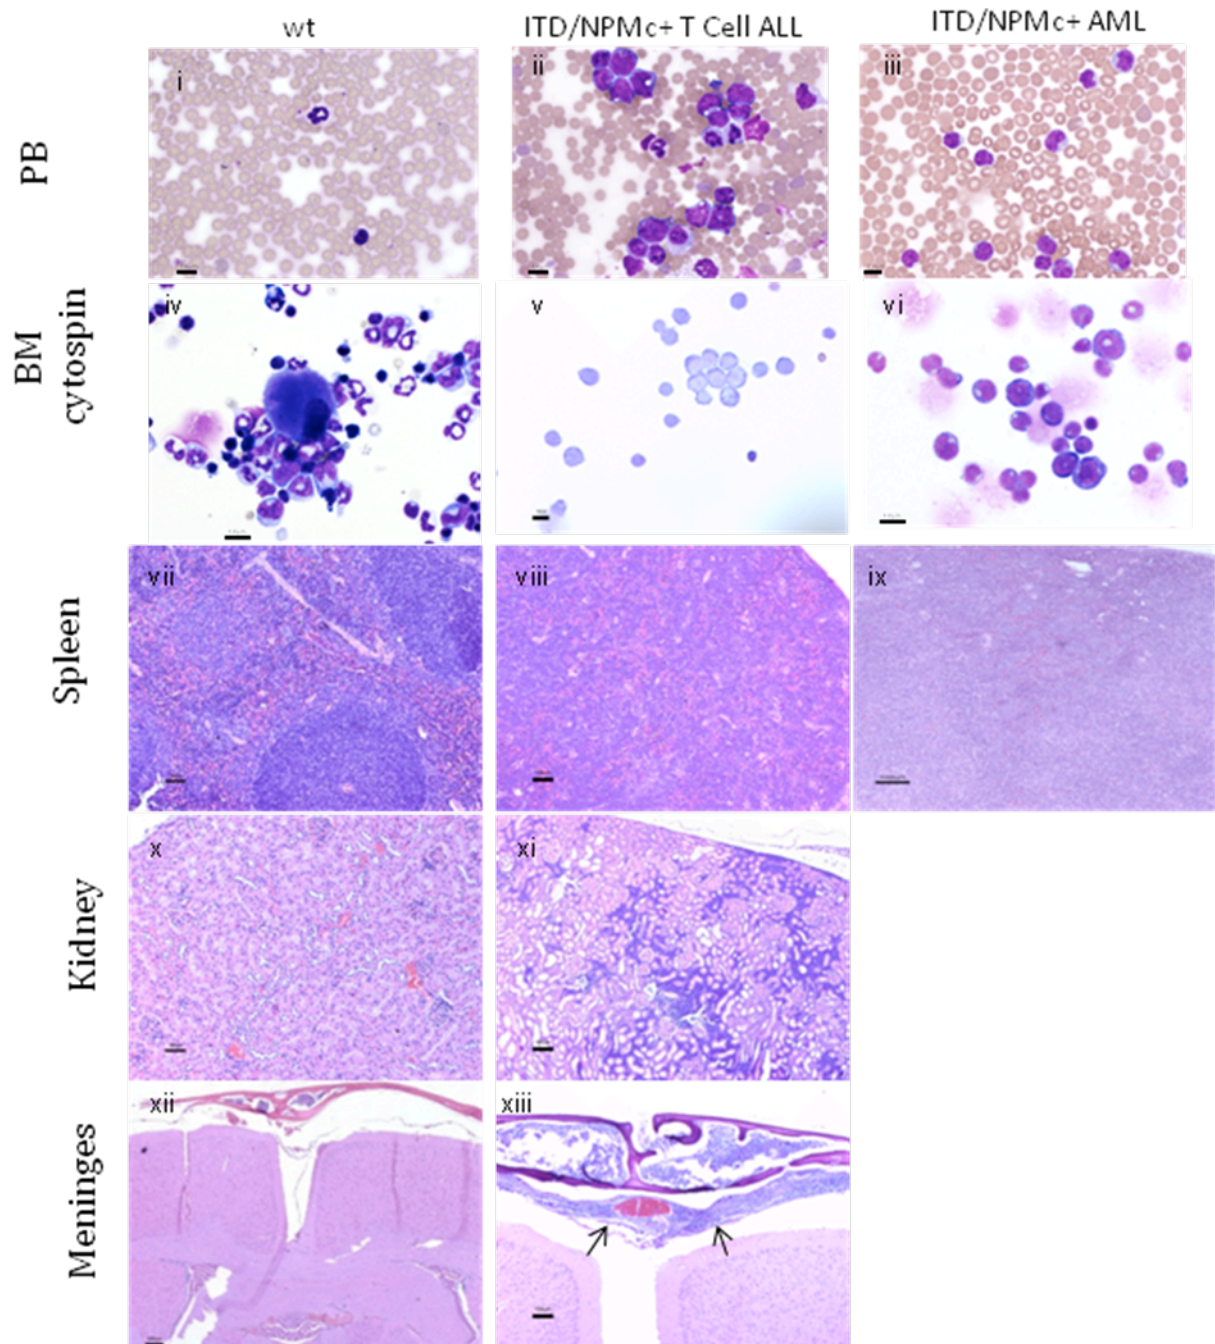 wt
ITD/NPMc+ T Cell ALL
ITD/NPMc+ AML
PB
i
ii
iii
BM
cytospin
iv
v
vi
Spleen
vii
viii
ix
Kidney
x
xi
Meninges
xii
xiii